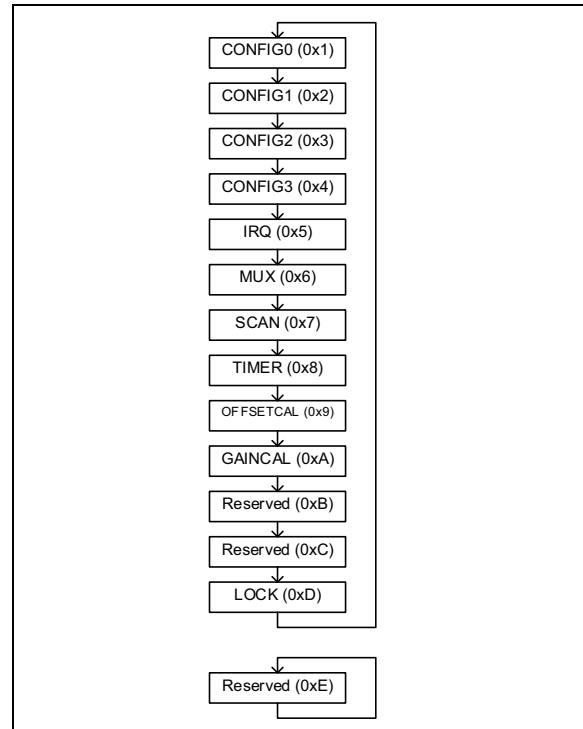 CONFIG0 (0x1)
CONFIG1 (0x2)
CONFIG2 (0x3)
CONFIG3 (0x4)
IRQ (0x5)
MUX (0x6)
SCAN (0x7)
TIMER (0x8)
OFFSETCAL (0x9)
GAINCAL (0xA)
Reserved (0xB)
Reserved (0xC)
LOCK (0xD)
Reserved (0xE)